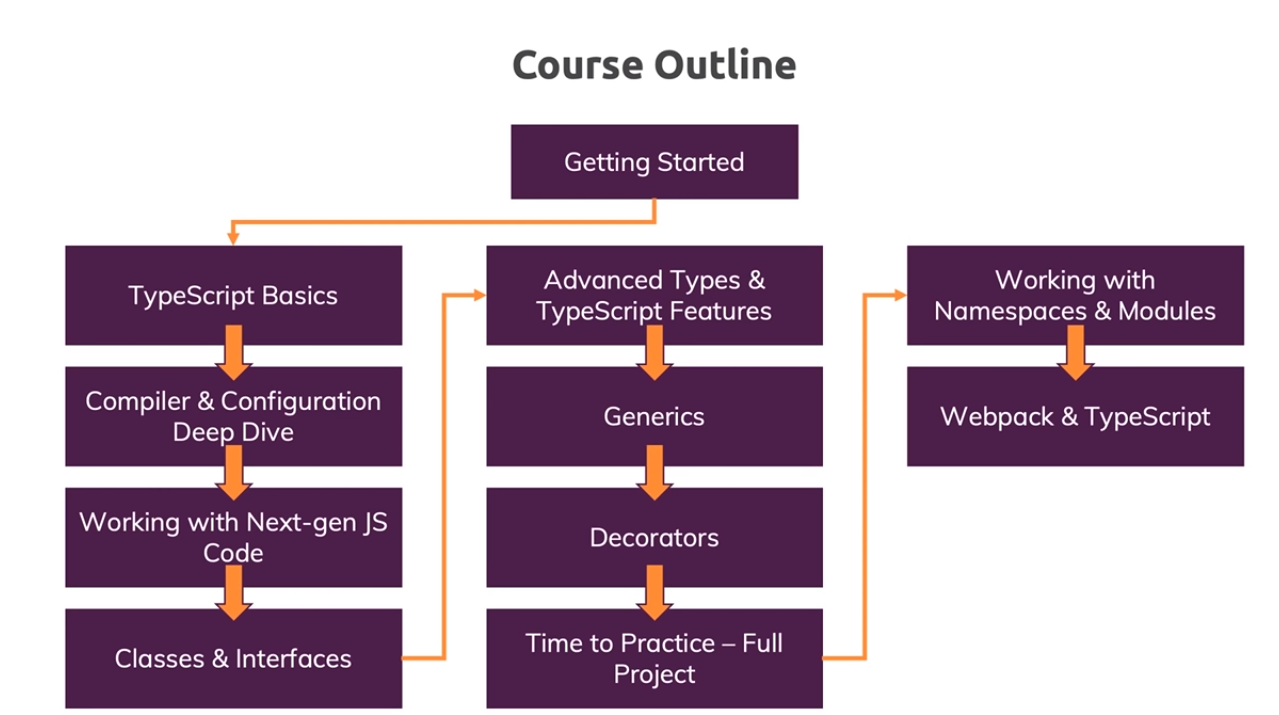 Course Outline
Getting Started
TypeScript Basics
Compiler & Configuration
Deep Dive
Working with Next-gen JS
Code
Classes & Interfaces
Advanced Types &
TypeScript Features
Generics
Decorators
Time to Practice – Full
Project
Working with
Namespaces & Modules
Webpack & TypeScript